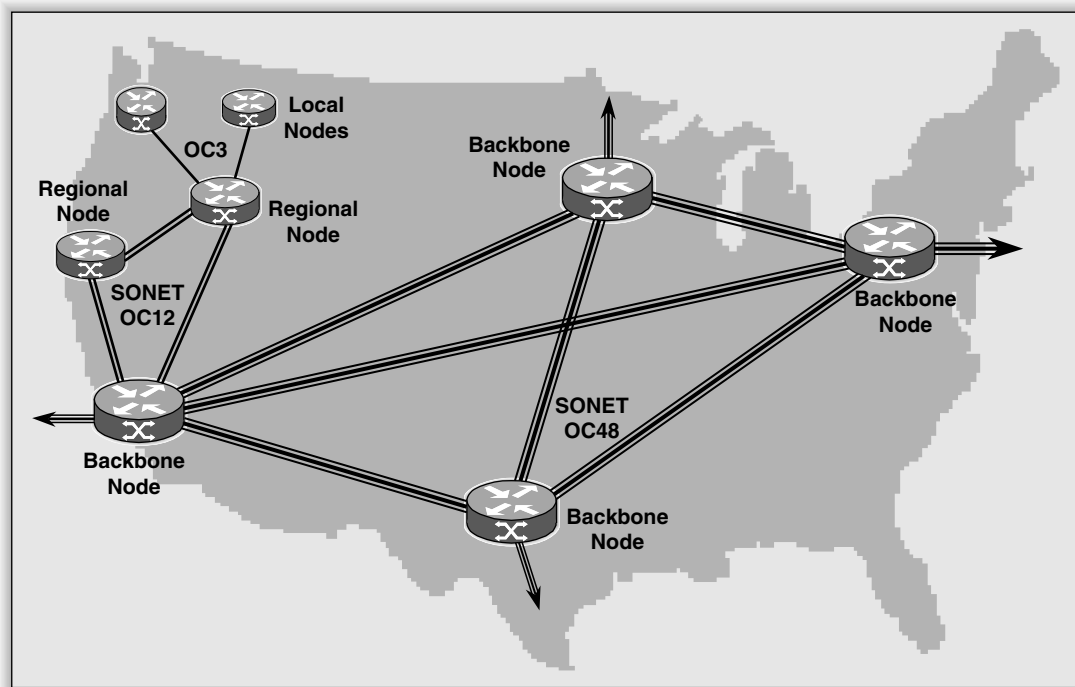 Local
Nodes
OC3
Backbone
Node
Regional
Node
Regional
Node
SONET
OC12
Backbone
Node
SONET
OC48
Backbone
Node
Backbone
Node